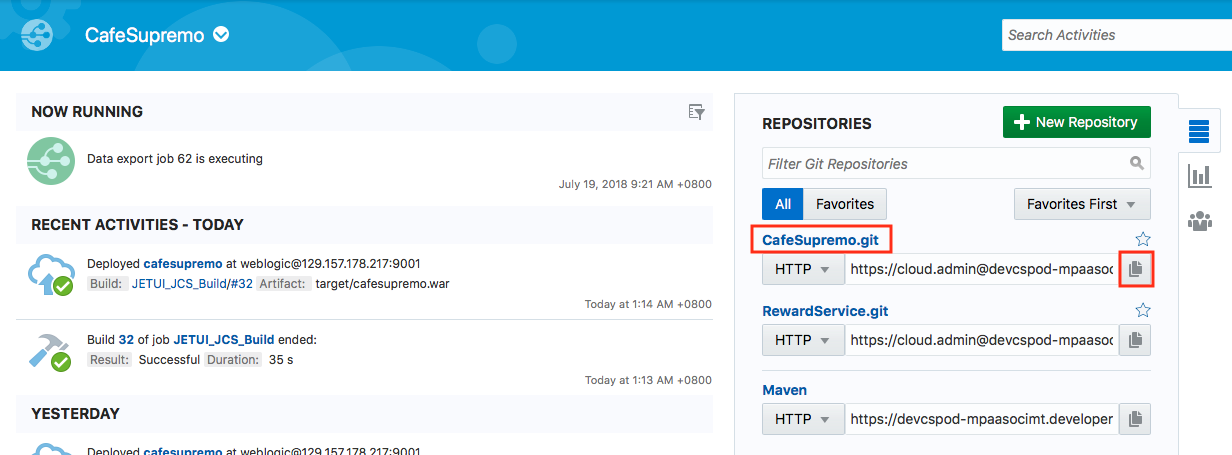 CafeSupremo
Search Activities
NOW RUNNING
Data export job 62 is executing
July 19, 2018 9:21 AM +0800
RECENT ACTIVITIES - TODAY
Deployed cafesupremo at weblogic@129.157.178.217:9001
Build: JETUI_JCS_Build/#32 Artifact: target/cafesupremo.war
Today at 1:14 AM +0800
Build 32 of job JETUI_JCS_Build ended:
Result: Successful Duration: 35 s
Today at 1:13 AM +0800
YESTERDAY
Deployed cafesupremo at weblogic@129.157.178.217:9001
REPOSITORIES
New Repository
Filter Git Repositories
All Favorites
Favorites First
CafeSupremo.git
HTTP https://cloud.admin@devcspod-mpaasoc
RewardService.git
HTTP https://cloud.admin@devcspod-mpaasoc
Maven
HTTP https://devcspod-mpaasocimt.developer